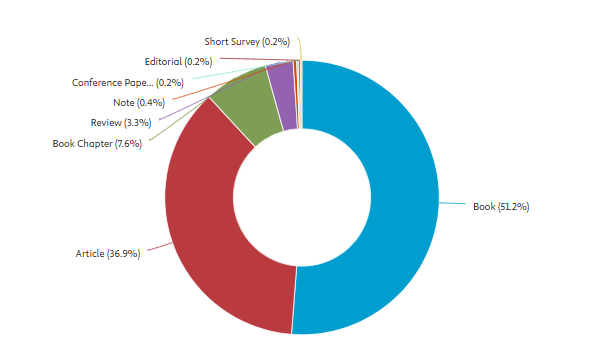 Short Survey (0.2%)
Editorial (0.2%)
Conference Pape... (0.2%)
Note (0.4%)
Review (3.3%)
Book Chapter (7.6%)
Book (51.2%)
Article (36.9%)